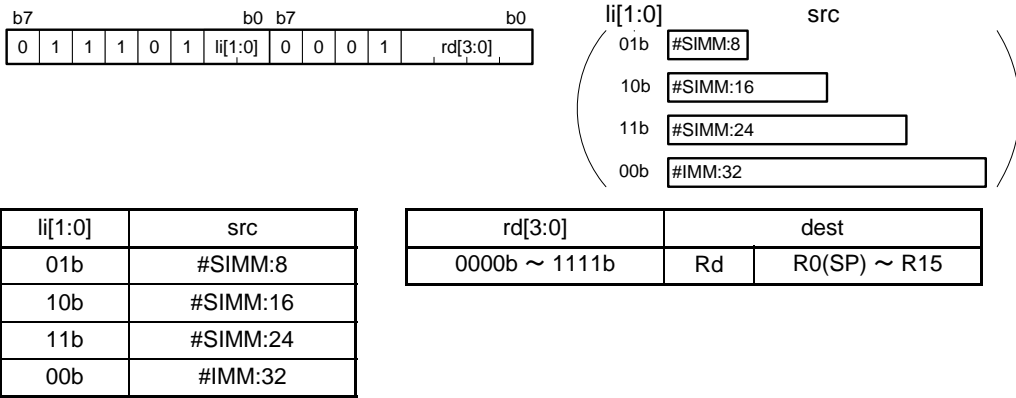 b7 b0 b7 b0
0 1 1 1 0 1 li[1:0] 0 0 0 1 rd[3:0]
li[1:0] src
01b #SIMM:8
10b #SIMM:16
11b #SIMM:24
00b #IMM:32
li[1:0] src
01b #SIMM:8
10b #SIMM:16
11b #SIMM:24
00b #IMM:32
rd[3:0] dest
0000b ～ 1111b Rd R0(SP) ～ R15